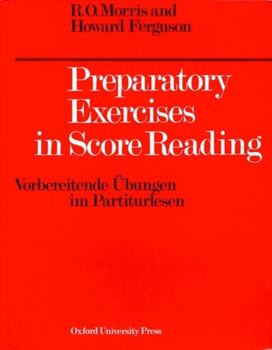 R.O.Morris and
Howard Ferguson
Preparatory
Exercises
in Score Reading
Vorbereitende Übungen
im Partiturlesen
Oxford University Press